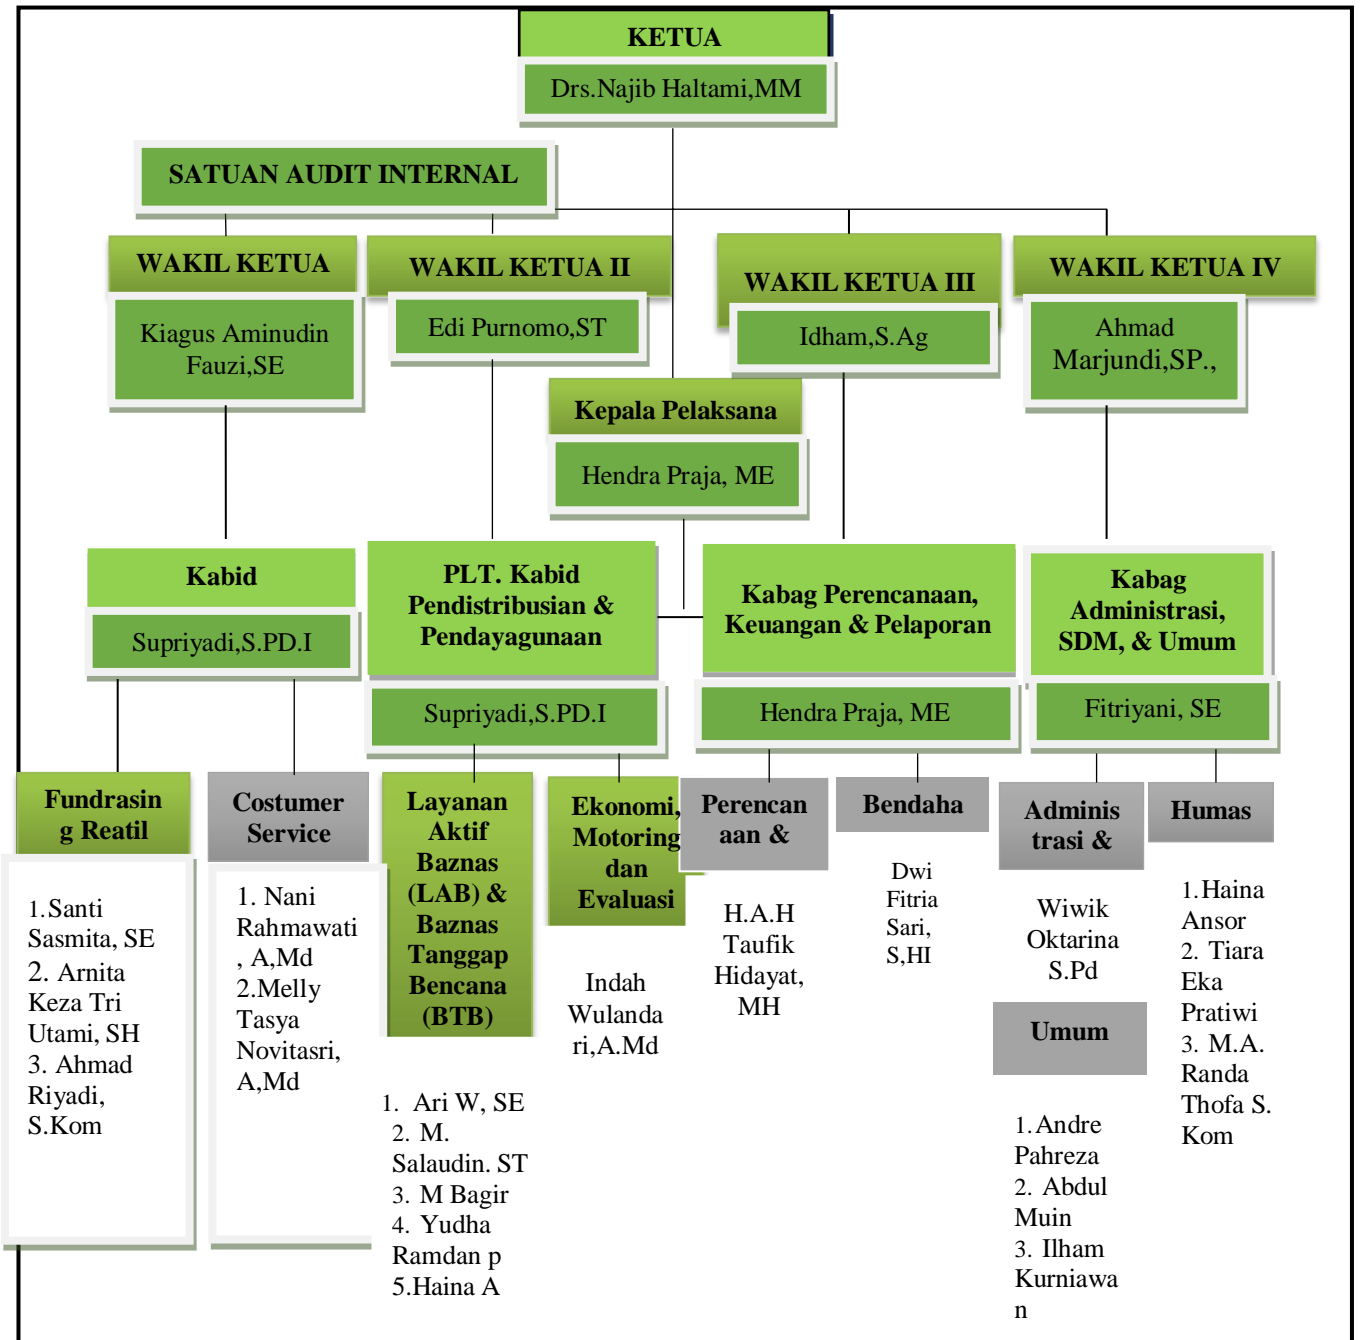 KETUA
Drs.Najib Haltami,MM
SATUAN AUDIT INTERNAL
WAKIL KETUA
Kiagus Aminudin
Fauzi,SE
WAKIL KETUA II
Edi Purnomo,ST
WAKIL KETUA III
Idham,S.Ag
WAKIL KETUA IV
Ahmad
Marjundi,SP.,
Kepala Pelaksana
Hendra Praja, ME
Kabid
Supriyadi,S.PD.I
PLT. Kabid
Pendistribusian &
Pendayagunaan
Supriyadi,S.PD.I
Kabag Perencanaan,
Keuangan & Pelaporan
Hendra Praja, ME
Kabag
Administrasi,
SDM, & Umum
Fitriyani, SE
Fundrasin
g Reatil
1.Santi
Sasmita, SE
2. Arnita
Keza Tri
Utami, SH
3. Ahmad
Riyadi,
S.Kom
Costumer
Service
1. Nani
Rahmawati
, A,Md
2.Melly
Tasya
Novitasri,
A,Md
Layanan
Aktif
Baznas
(LAB) &
Baznas
Tanggap
Bencana
(BTB)
1. Ari W, SE
2. M.
Salaudin. ST
3. M Bagir
4. Yudha
Ramdan p
5.Haina A
Ekonomi,
Motoring
dan
Evaluasi
Indah
Wulanda
ri,A.Md
Perencan
aan &
H.A.H
Taufik
Hidayat,
MH
Bendaha
Dwi
Fitria
Sari,
S,HI
Adminis
trasi &
Wiwik
Oktarina
S.Pd
Umum
1.Andre
Pahreza
2. Abdul
Muin
3. Ilham
Kurniawa
n
Humas
1.Haina
Ansor
2. Tiara
Eka
Pratiwi
3. M.A.
Randa
Thofa S.
Kom